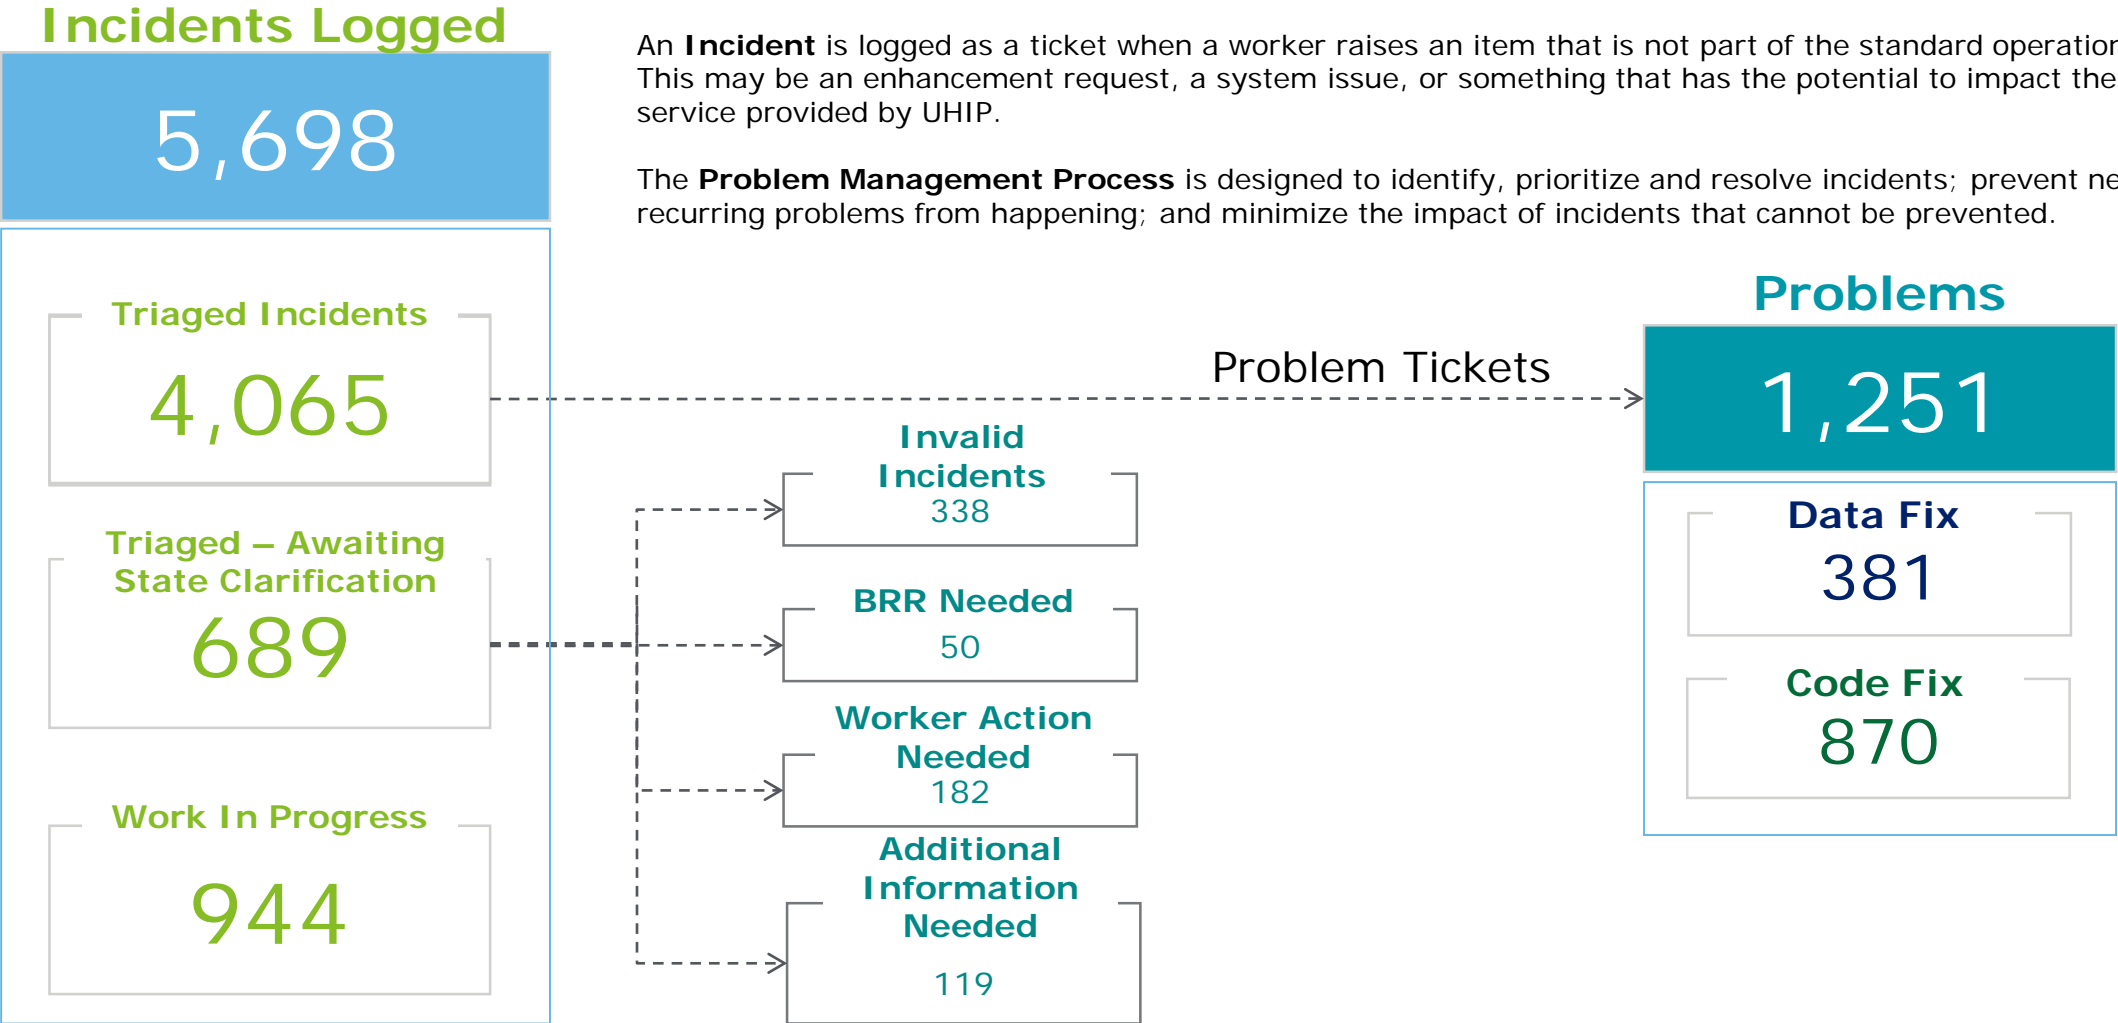 Incidents Logged
5,698
An Incident is logged as a ticket when a worker raises an item that is not part of the standard operation
This may be an enhancement request, a system issue, or something that has the potential to impact the
service provided by UHIP.
The Problem Management Process is designed to identify, prioritize and resolve incidents; prevent ne
recurring problems from happening; and minimize the impact of incidents that cannot be prevented.
Triaged Incidents
4,065
Triaged – Awaiting
State Clarification
689
Work In Progress
944
Problem Tickets
Invalid
Incidents
338
BRR Needed
50
Worker Action
Needed
182
Additional
Information
Needed
119
Problems
1,251
Data Fix
381
Code Fix
870